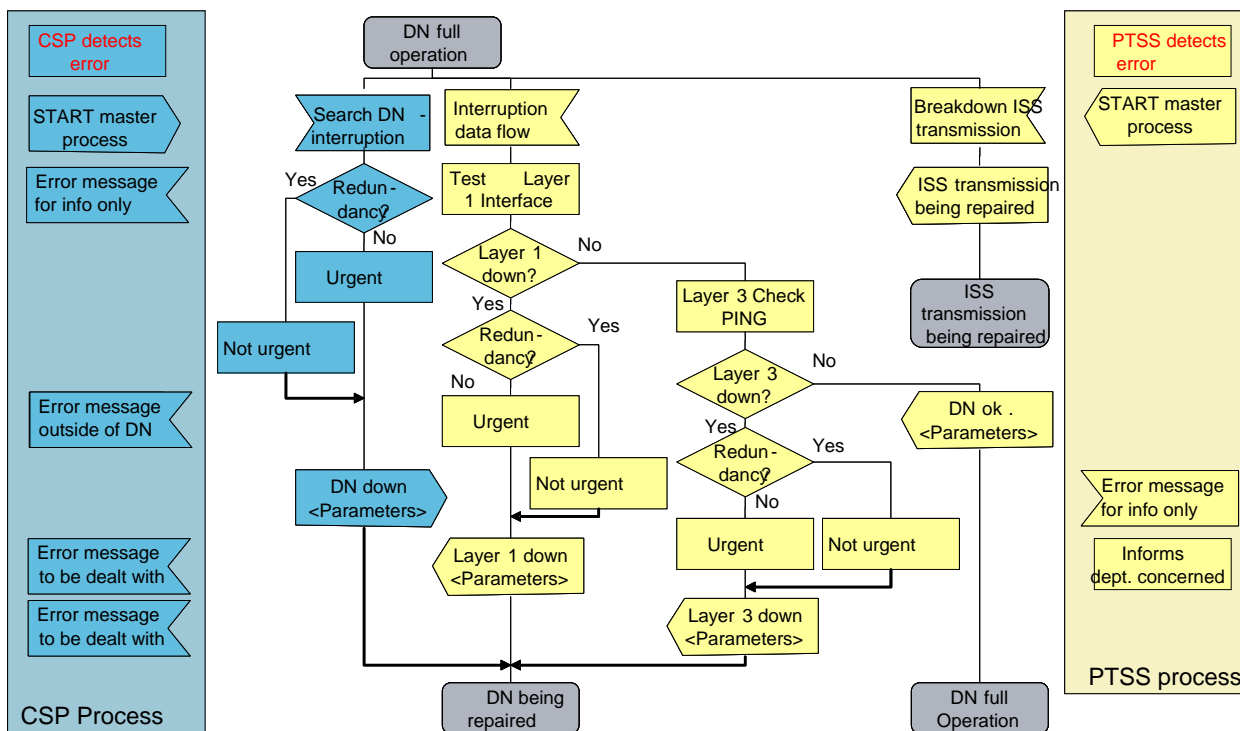 CSP detects
error
START master
process
Error message
for info only
Error message
outside of DN
Error message
to be dealt with
Error message
to be dealt with
CSP Process
DN full
operation
Search DN -
interruption
Yes
Redun-
dancy?
No
Urgent
Not urgent
DN down
<Parameters>
Interruption
data flow
Test Layer
1 Interface
Layer 1
down?
No
Yes
Redun-
dancy?
Yes
No
Urgent
Not urgent
Layer 1 down
<Parameters>
Layer 3 Check
PING
Layer 3
down?
No
Yes
Redun-
dancy?
Yes
No
Urgent
Not urgent
Layer 3 down
<Parameters>
DN being
repaired
Breakdown ISS
transmission
ISS transmission
being repaired
ISS
transmission
being repaired
DN ok .
<Parameters>
DN full
Operation
PTSS detects
error
START master
process
Error message
for info only
Informs
dept. concerned
PTSS process